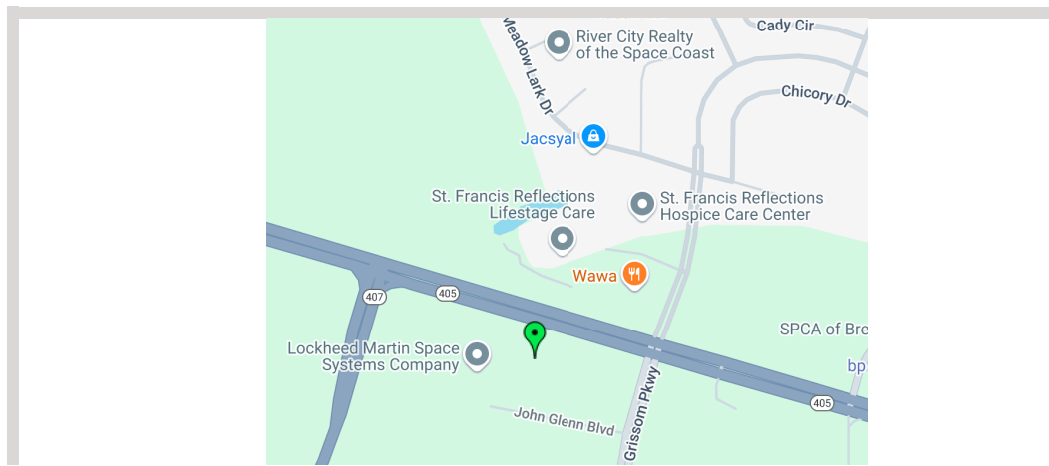 Cady Cir
River City Realty
of the Space Coast
Meadow Lark Dr
Chicory Dr
Jacsyal
St. Francis Reflections
Lifestage Care
St. Francis Reflections
Hospice Care Center
Wawa
407
405
SPCA of Bro
Lockheed Martin Space
Systems Company
bp
405
John Glenn Blvd
Grissom Pkwy